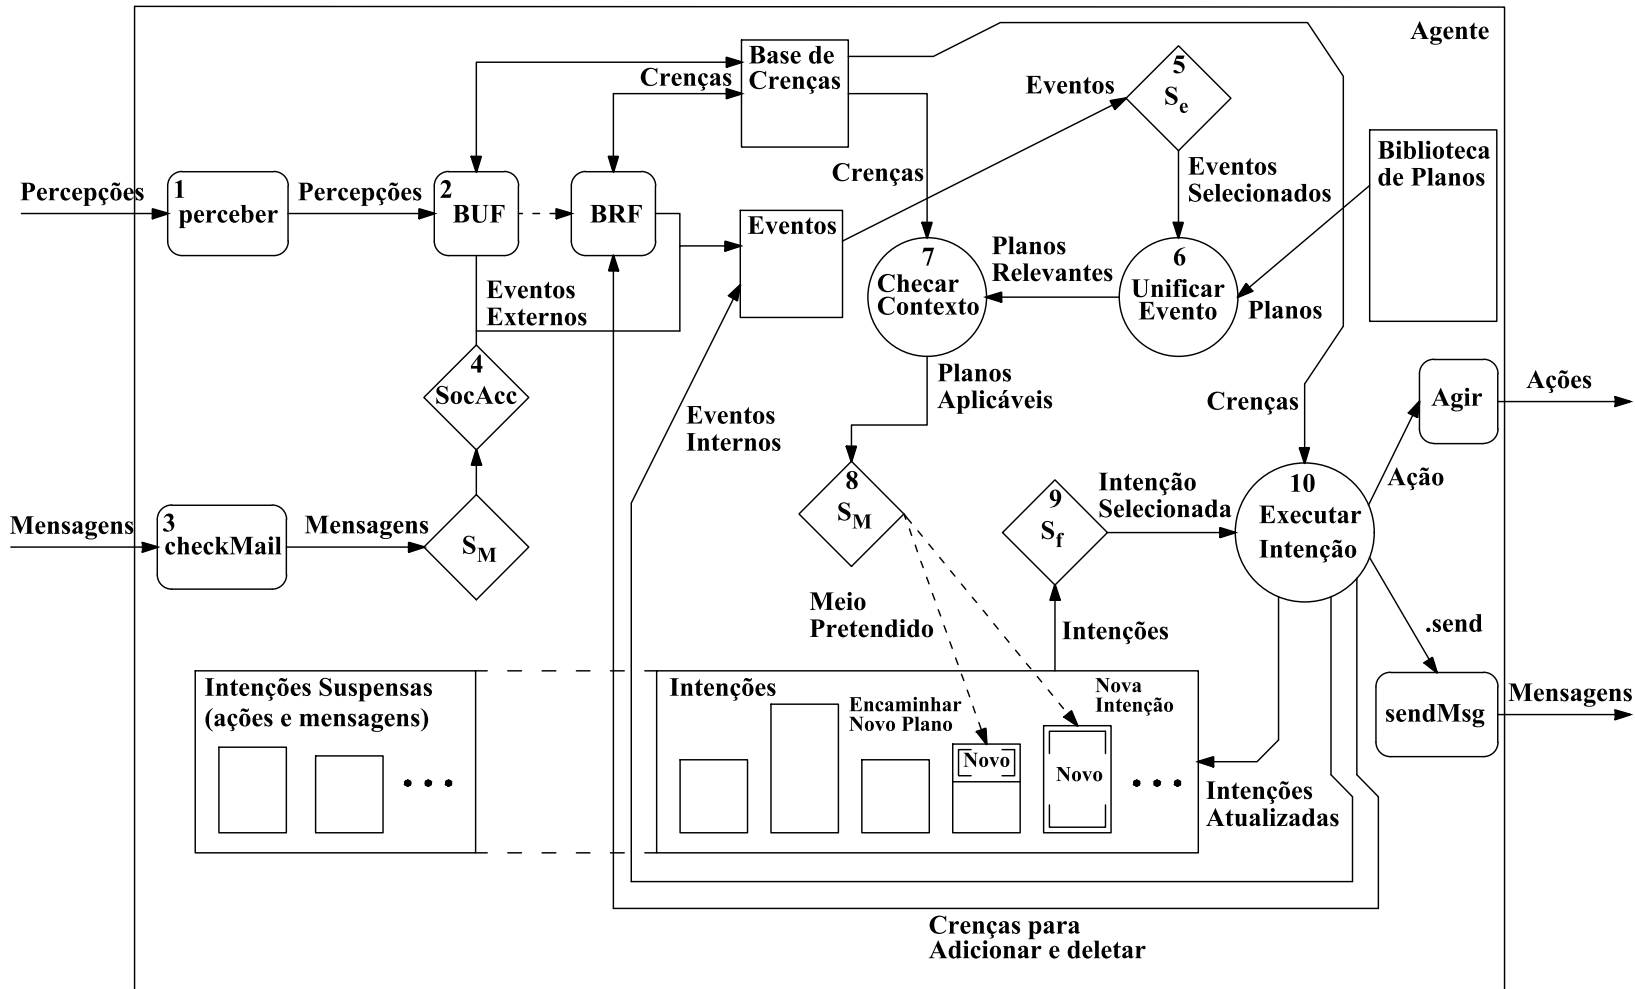 Agente
Base de
Crenças
Crenças
5
Se
Eventos
Biblioteca
de Planos
Percepções
1
perceber
Percepções
2
BUF
BRF
Crenças
Eventos
Selecionados
Eventos
7
Checar
Contexto
Planos
Relevantes
6
Unificar
Evento
Planos
Eventos
Externos
4
SocAcc
Planos
Aplicáveis
Crenças
Agir
Ações
Eventos
Internos
8
SM
9
Sf
Intenção
Selecionada
10
Executar
Intenção
Ação
Mensagens
3
checkMail
Mensagens
SM
Meio
Pretendido
Intenções
.send
sendMsg
Mensagens
Intenções Suspensas
(ações e mensagens)
Intenções
Encaminhar
Novo Plano
Nova
Intenção
Novo
Novo
Intenções
Atualizadas
Crenças para
Adicionar e deletar